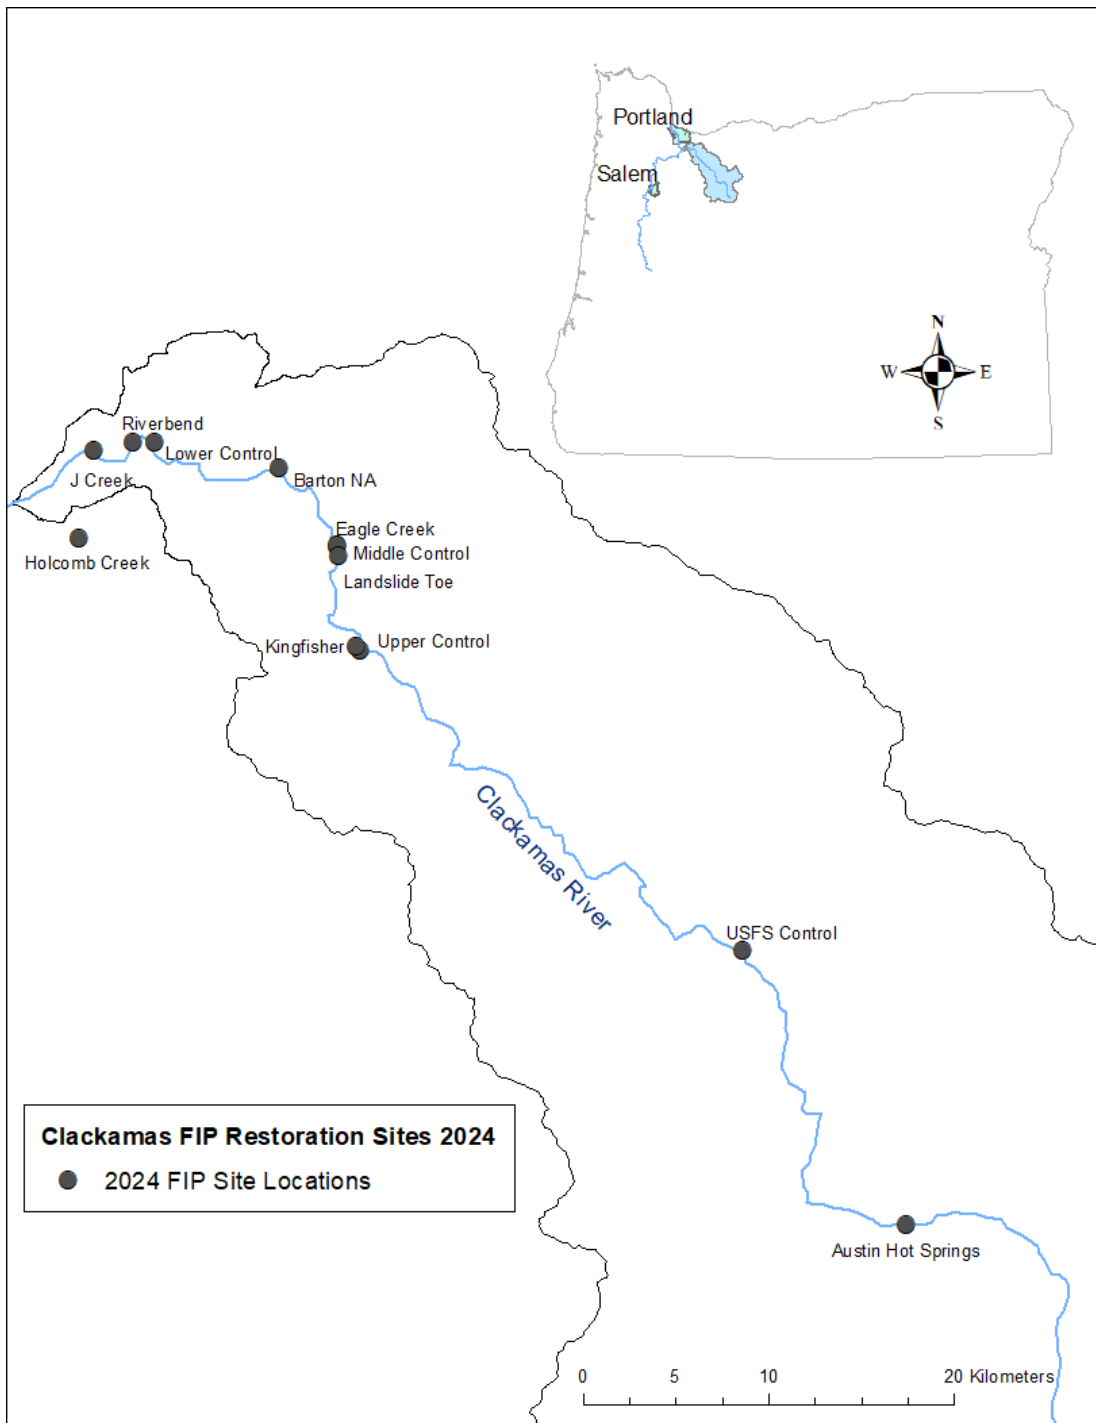 Portland
Salem
N
W
E
S
Riverbend
Lower Control
J Creek
Barton NA
Holcomb Creek
Eagle Creek
Middle Control
Landslide Toe
Kingfisher
Upper Control
Clackamas River
USFS Control
Austin Hot Springs
Clackamas FIP Restoration Sites 2024
2024 FIP Site Locations
0 5 10 20 Kilometers